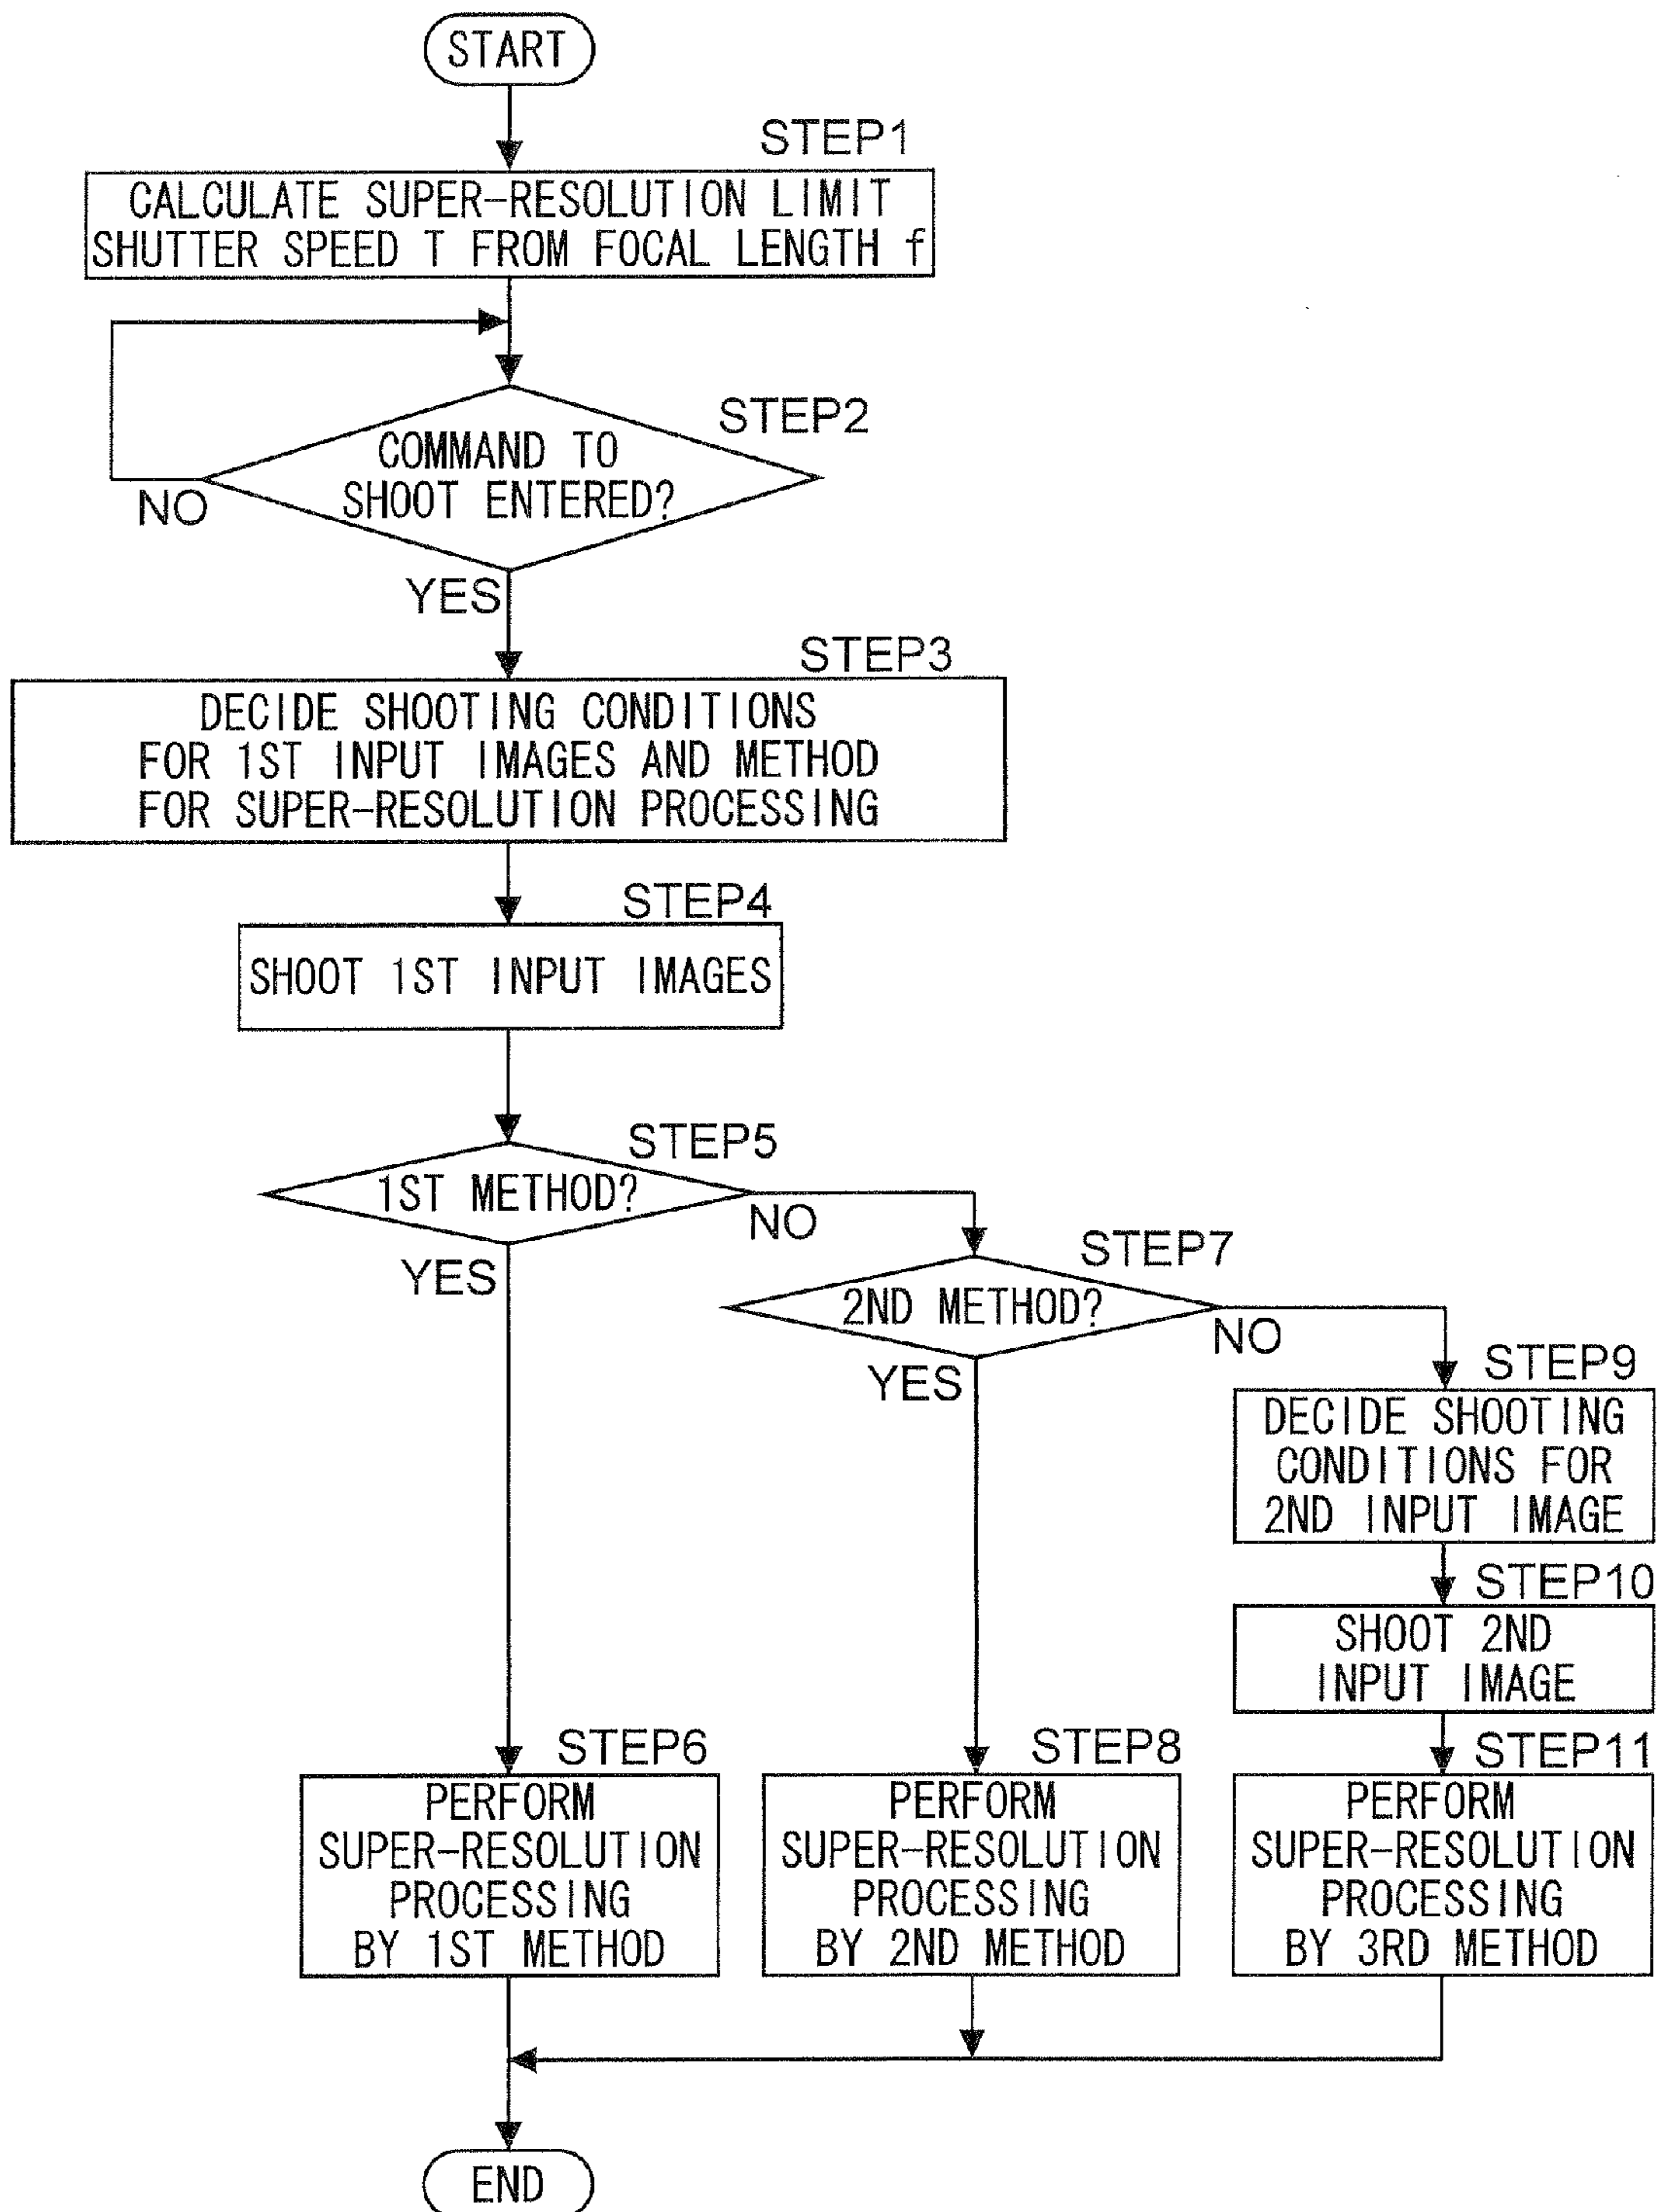 START
STEP1
CALCULATE SUPER-RESOLUTION LIMIT
SHUTTER SPEED T FROM FOCAL LENGTH f
STEP2
COMMAND TO
SHOOT ENTERED?
NO
YES
STEP3
DECIDE SHOOTING CONDITIONS
FOR 1ST INPUT IMAGES AND METHOD
FOR SUPER-RESOLUTION PROCESSING
STEP4
SHOOT 1ST INPUT IMAGES
STEP5
1ST METHOD?
NO
YES
STEP7
2ND METHOD?
NO
YES
STEP9
DECIDE SHOOTING
CONDITIONS FOR
2ND INPUT IMAGE
STEP10
SHOOT 2ND
INPUT IMAGE
STEP6
PERFORM
SUPER-RESOLUTION
PROCESSING
BY 1ST METHOD
STEP8
PERFORM
SUPER-RESOLUTION
PROCESSING
BY 2ND METHOD
STEP11
PERFORM
SUPER-RESOLUTION
PROCESSING
BY 3RD METHOD
END